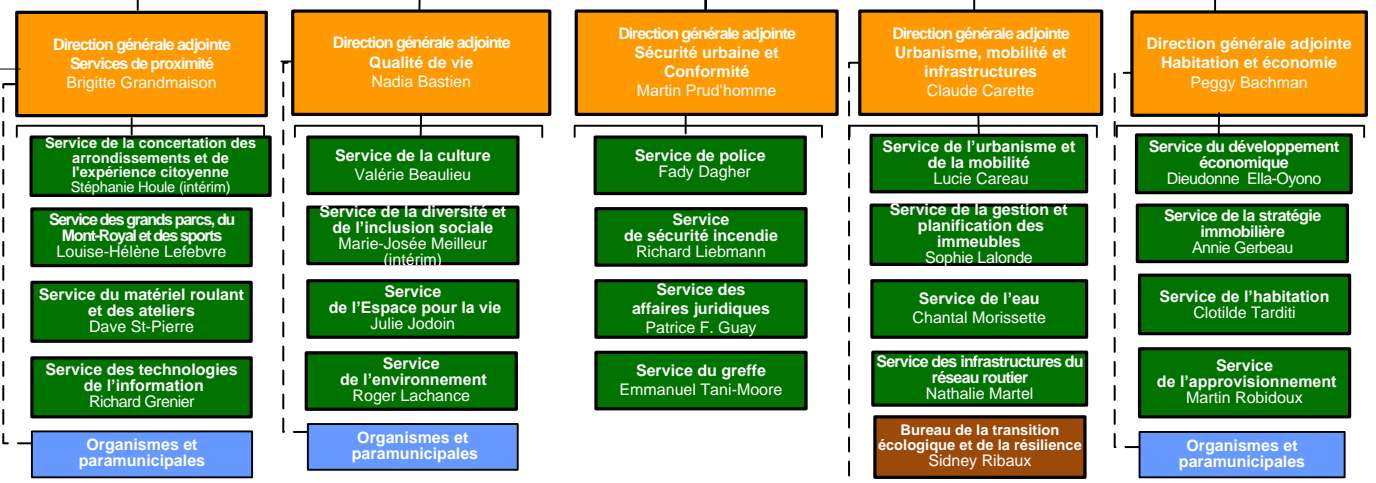 Direction générale adjointe
Services de proximité
Brigitte Grandmaison
Service de la concertation des
arrondissements et de
l'expérience citoyenne
Stéphanie Houle (intérim)
Service des grands parcs, du
Mont-Royal et des sports
Louise-Hélène Lefebvre
Service du matériel roulant
et des ateliers
Dave St-Pierre
Service des technologies
de l’information
Richard Grenier
Organismes et
paramunicipales
Direction générale adjointe
Qualité de vie
Nadia Bastien
Service de la culture
Valérie Beaulieu
Service de la diversité et
de l’inclusion sociale
Marie-Josée Meilleur
(intérim)
Service
de l’Espace pour la vie
Julie Jodoin
Service
de l’environnement
Roger Lachance
Organismes et
paramunicipales
Direction générale adjointe
Sécurité urbaine et
Conformité
Martin Prud’homme
Service de police
Fady Dagher
Service
de sécurité incendie
Richard Liebmann
Service des
affaires juridiques
Patrice F. Guay
Service du greffe
Emmanuel Tani-Moore
Direction générale adjointe
Urbanisme, mobilité et
infrastructures
Claude Carette
Service de l’urbanisme et
de la mobilité
Lucie Careau
Service de la gestion et
planification des
immeubles
Sophie Lalonde
Service de l’eau
Chantal Morissette
Service des infrastructures du
réseau routier
Nathalie Martel
Bureau de la transition
écologique et de la résilience
Sidney Ribaux
Direction générale adjointe
Habitation et économie
Peggy Bachman
Service du développement
économique
Dieudonne Ella-Oyono
Service de la stratégie
immobilière
Annie Gerbeau
Service de l’habitation
Clotilde Tarditi
Service
de l’approvisionnement
Martin Robidoux
Organismes et
paramunicipales